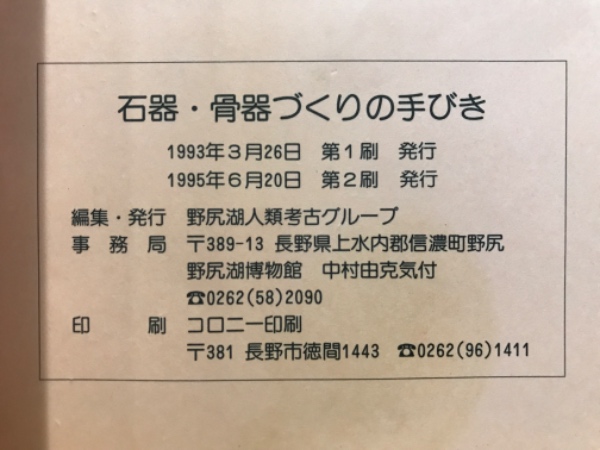 石器・骨器づくりの手びき
1993年3月26日 第1刷 発行
1995年6月20日 第2刷 発行
編集・発行 野尻湖人類考古グループ
事務局 〒389-13 長野県上水内郡信濃町野尻
野尻湖博物館 中村由克気付
☎0262(58)2090
印刷 コロニー印刷
〒381 長野市徳間1443 ☎0262(96)1411